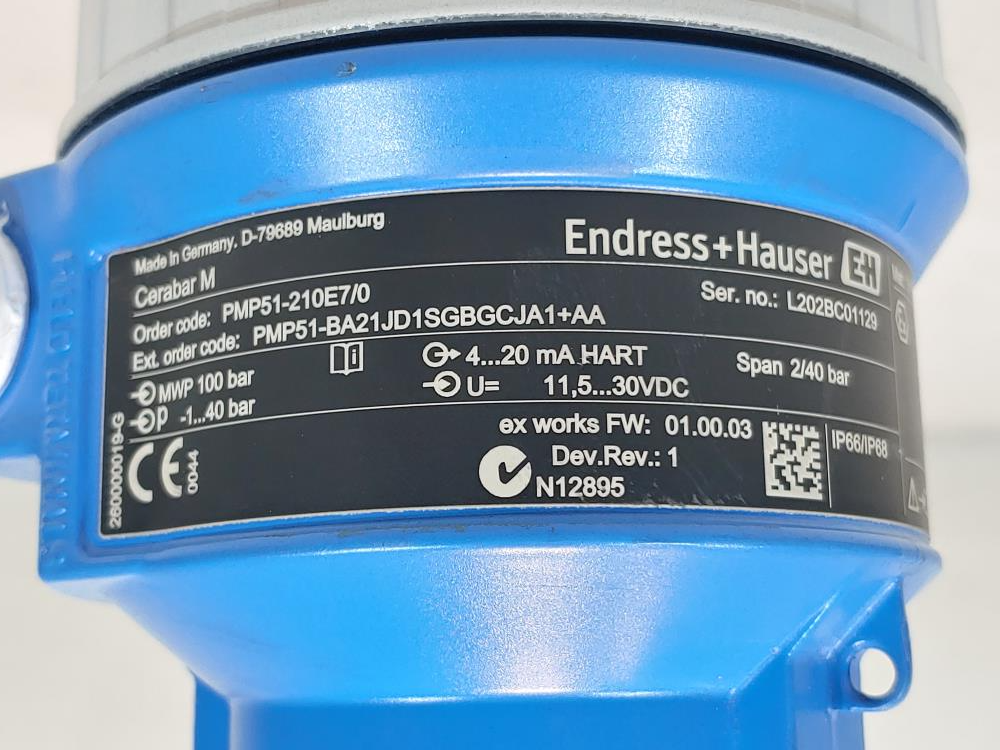 Made in Germany. D-79689 Maulburg
Endress+Hauser EH
Cerabar M
Order code: PMP51-210E7/0
Ser. no.: L202BC01129
Ext. order code: PMP51-BA21JD1SGBGCJA1+AA
MWP 100 bar
p -1...40 bar
4...20 mA HART
U= 11,5...30VDC
Span 2/40 bar
ex works FW: 01.00.03
Dev.Rev.: 1
N12895
IP66/IP68
CE 0044
260000019-G